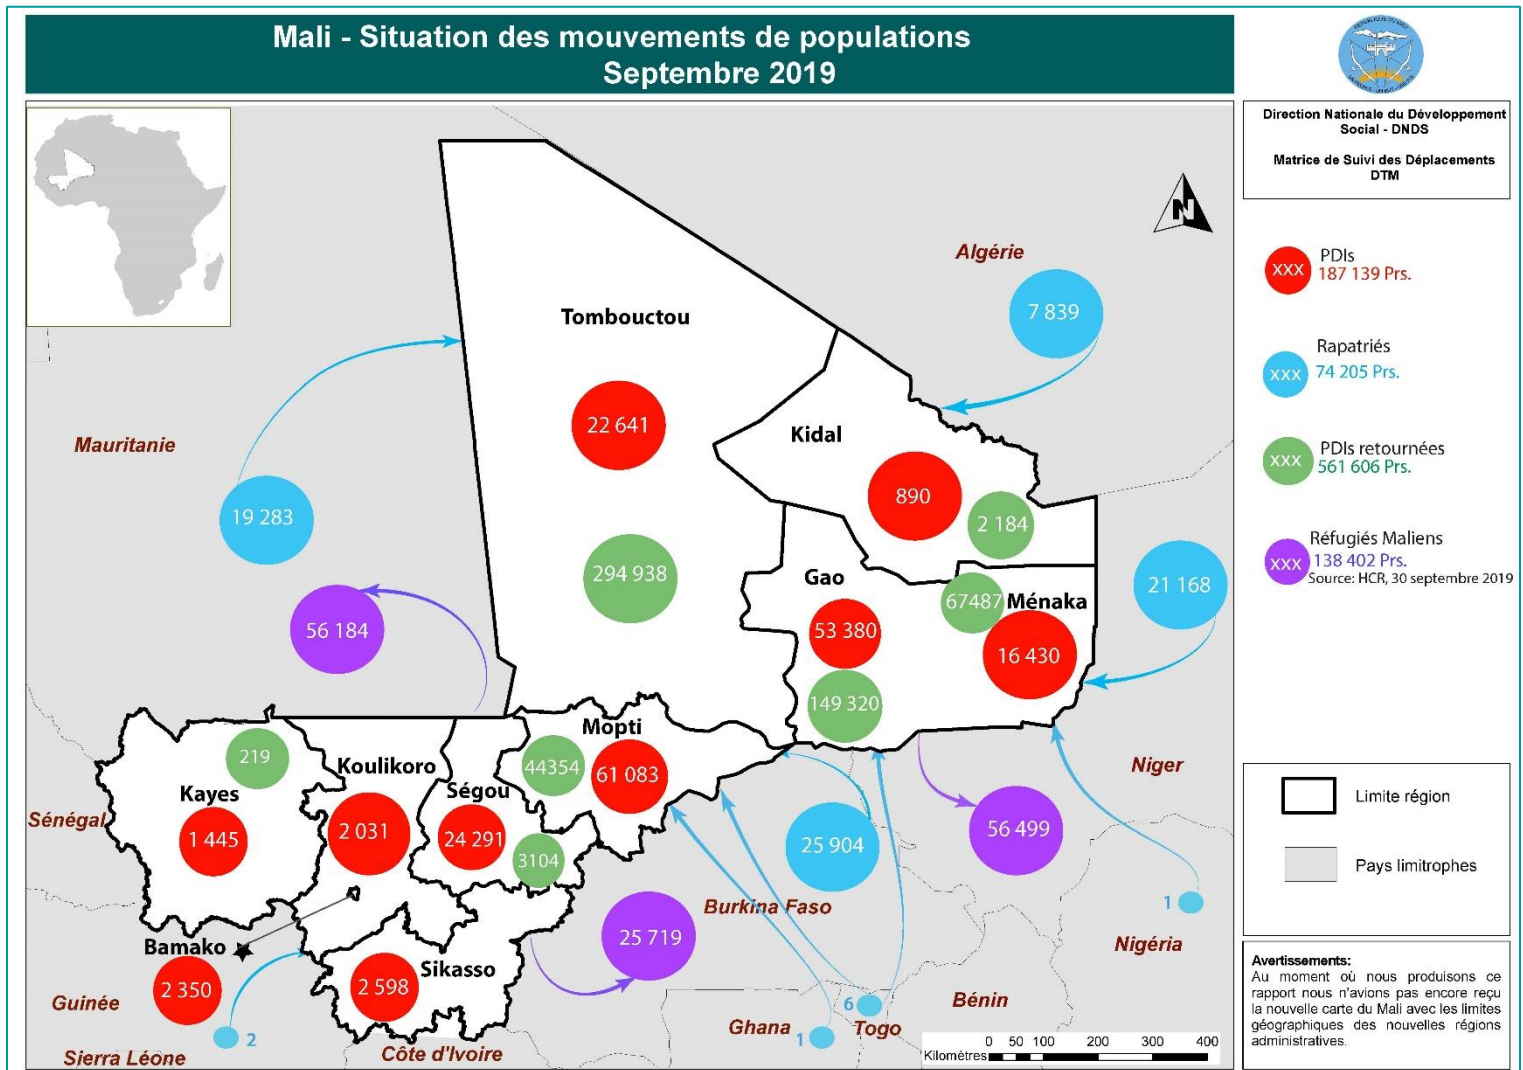 Mali - Situation des mouvements de populations
Septembre 2019
Direction Nationale du Développement
Social - DNDS
Matrice de Suivi des Déplacements
DTM
XXX
PDIs
187 139 Prs.
XXX
Rapatriés
74 205 Prs.
XXX
PDIs retournées
561 606 Prs.
XXX
Réfugiés Maliens
138 402 Prs.
Source: HCR, 30 septembre 2019
Limite région
Pays limitrophes
Avertissements:
Au moment où nous produisons ce
rapport nous n'avions pas encore reçu
la nouvelle carte du Mali avec les limites
géographiques des nouvelles régions
administratives.
N
Algérie
7 839
Tombouctou
22 641
294 938
Mauritanie
19 283
56 184
Kidal
890
2 184
Gao
53 380
149 320
67487
Ménaka
16 430
21 168
Niger
56 499
Mopti
44354
61 083
Koulikoro
2 031
Ségou
24 291
3104
219
Kayes
1 445
Sénégal
25 904
Burkina Faso
25 719
1
Nigéria
Bamako
2 350
2
Guinée
Sierra Léone
Sikasso
2 598
Côte d'Ivoire
Ghana
1
6
Togo
Bénin
Kilomètres
0 50 100 200 300 400